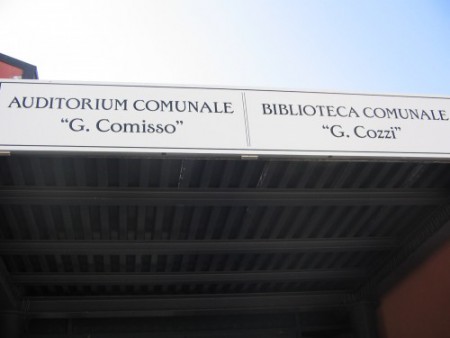 AUDITORIUM COMUNALE
"G. Comisso"
BIBLIOTECA COMUNALE
"G. Cozzi"